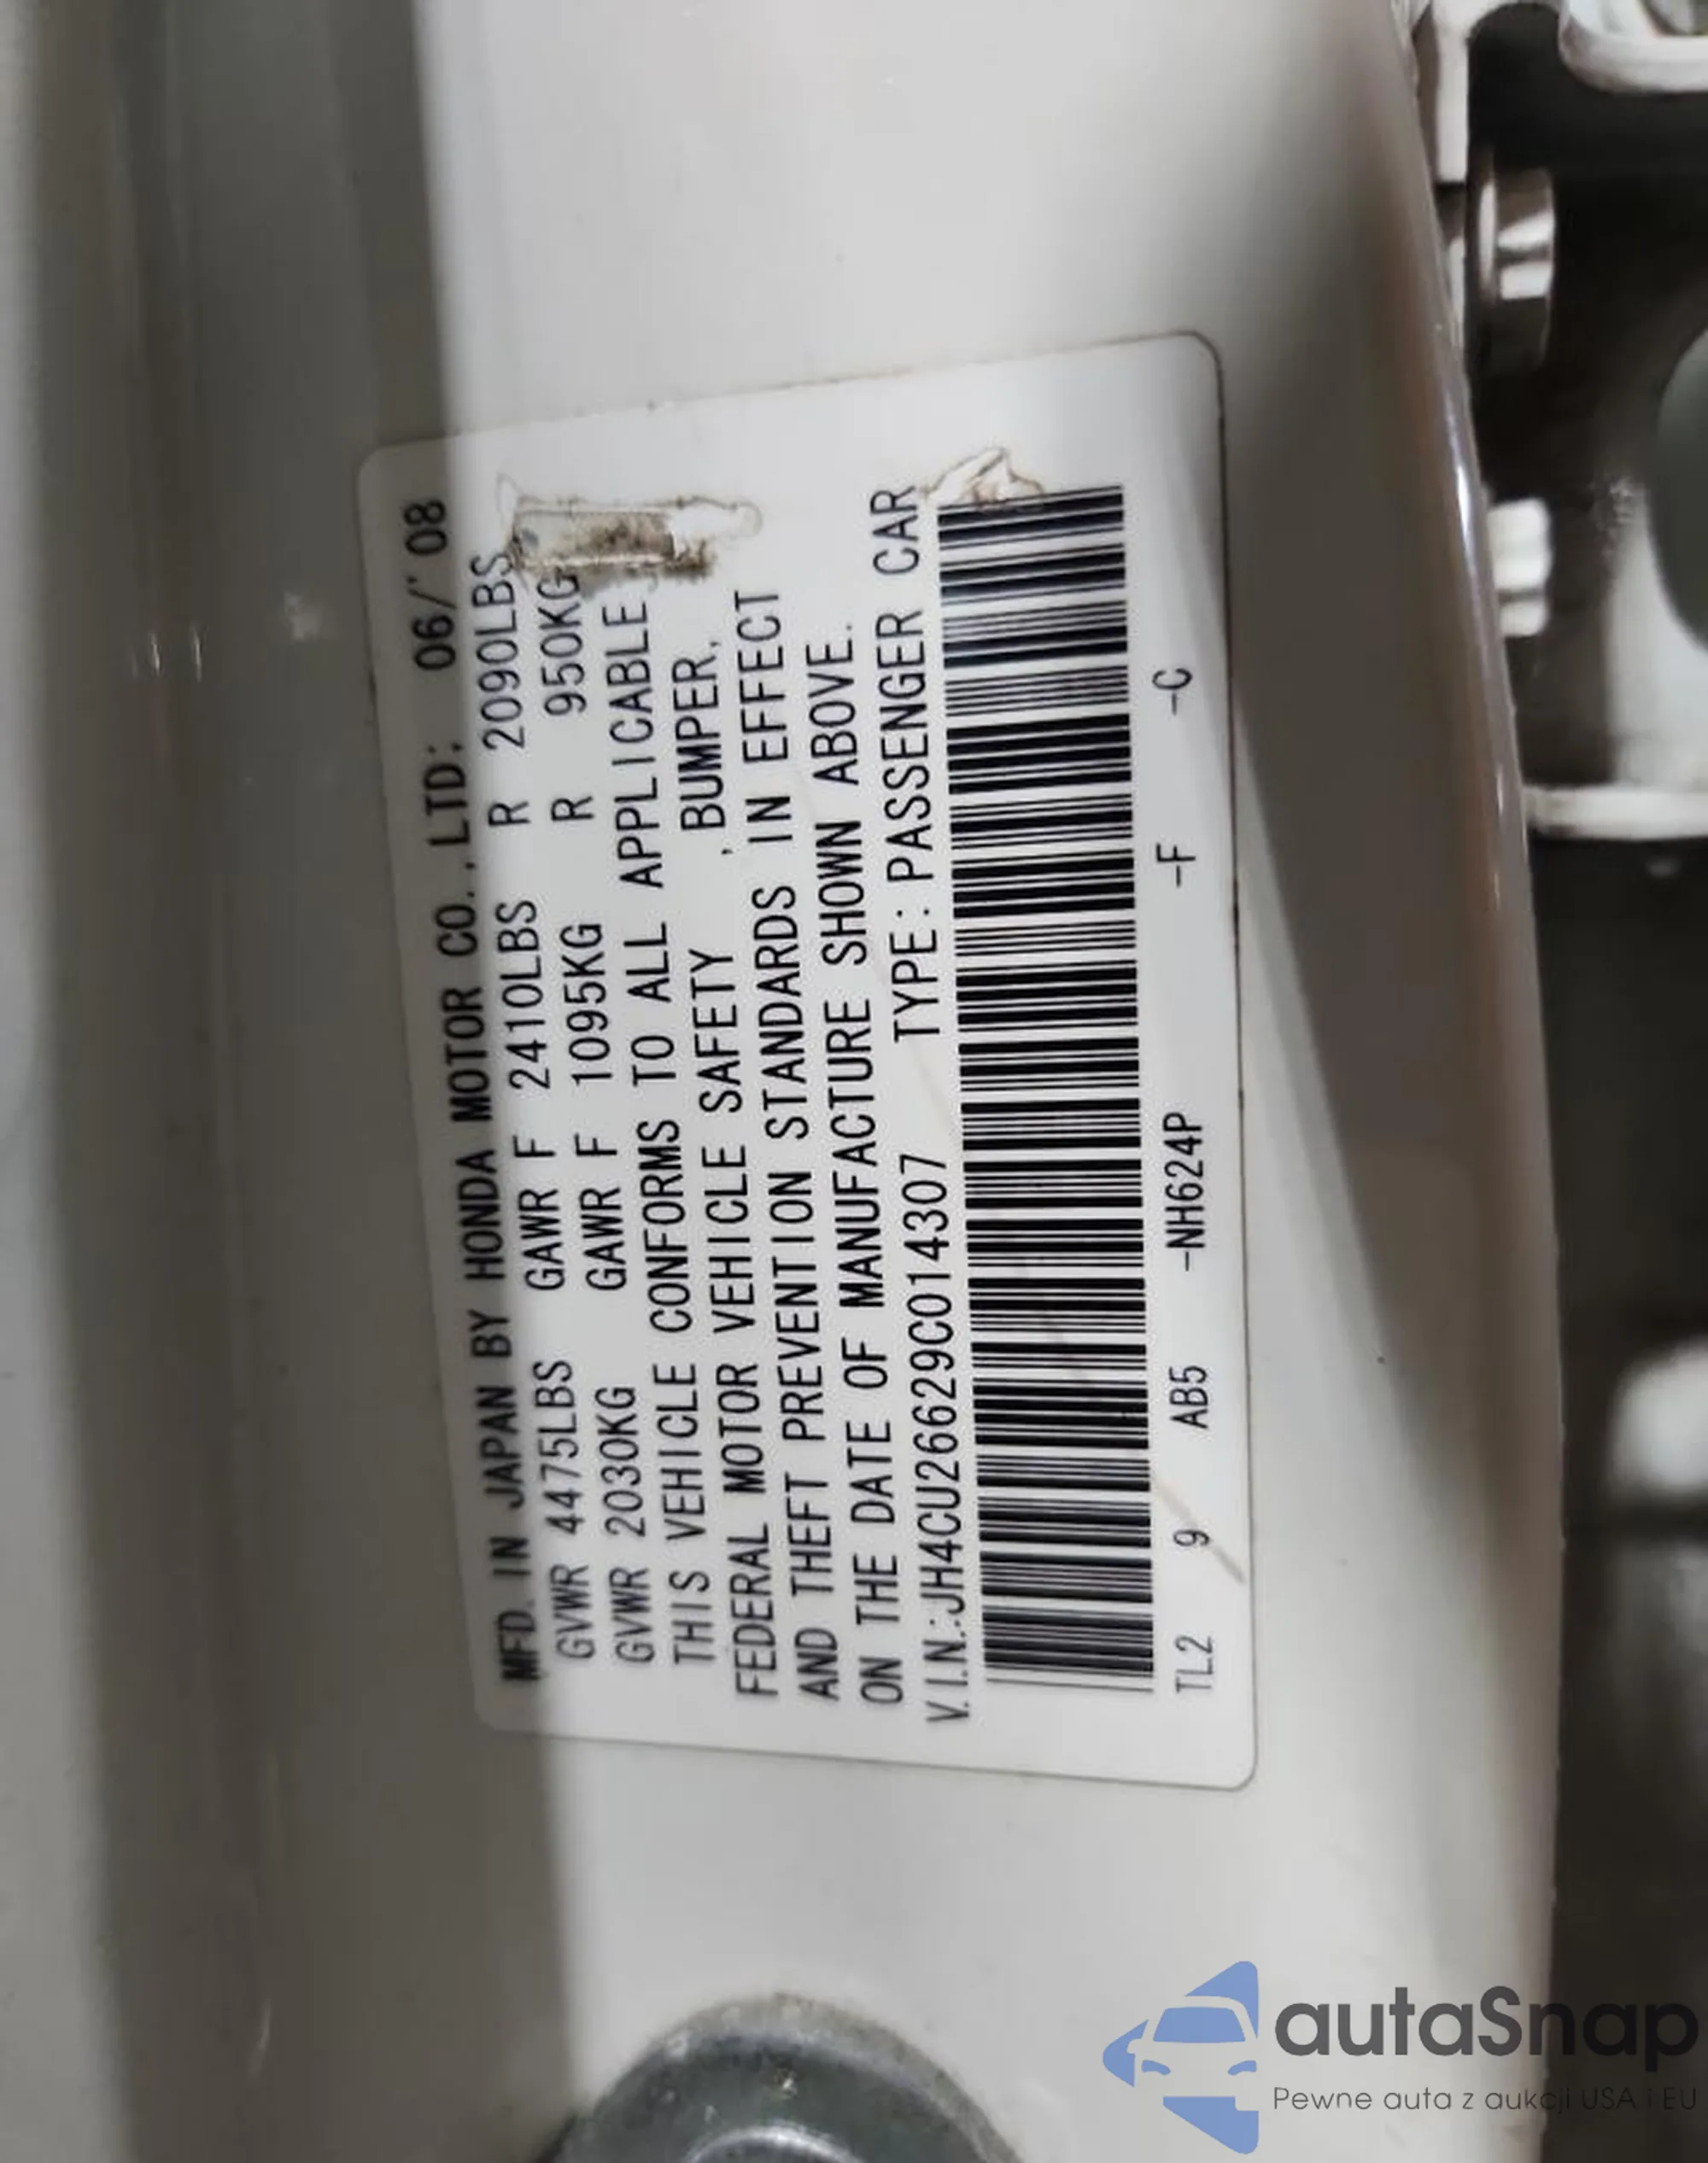 MFD. IN JAPAN BY HONDA MOTOR CO., LTD: 06/'08
GVWR 4475LBS GAWR F 2410LBS R 2090LBS
GVWR 2030KG GAWR F 1095KG R 950KG
THIS VEHICLE CONFORMS TO ALL APPLICABLE
FEDERAL MOTOR VEHICLE SAFETY , BUMPER,
AND THEFT PREVENTION STANDARDS IN EFFECT
ON THE DATE OF MANUFACTURE SHOWN ABOVE.
V.I.N.:JH4CU26629C014307 TYPE: PASSENGER CAR
TL2 9 AB5 -NH624P -F -C
autaSnap
Pewne auta z aukcji USA i EU